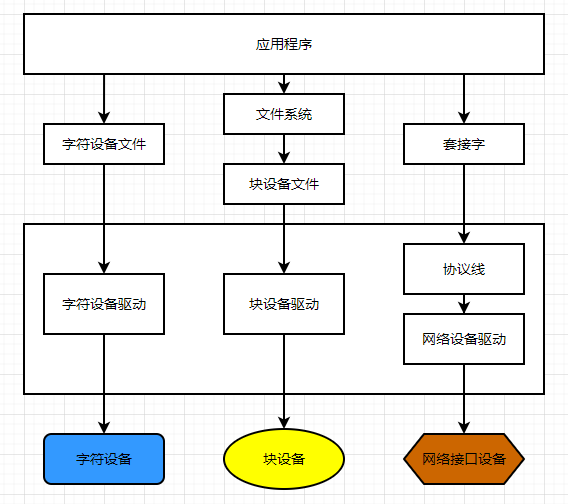 应用程序
文件系统
字符设备文件
套接字
块设备文件
协议线
字符设备驱动
块设备驱动
网络设备驱动
字符设备
块设备
网络接口设备